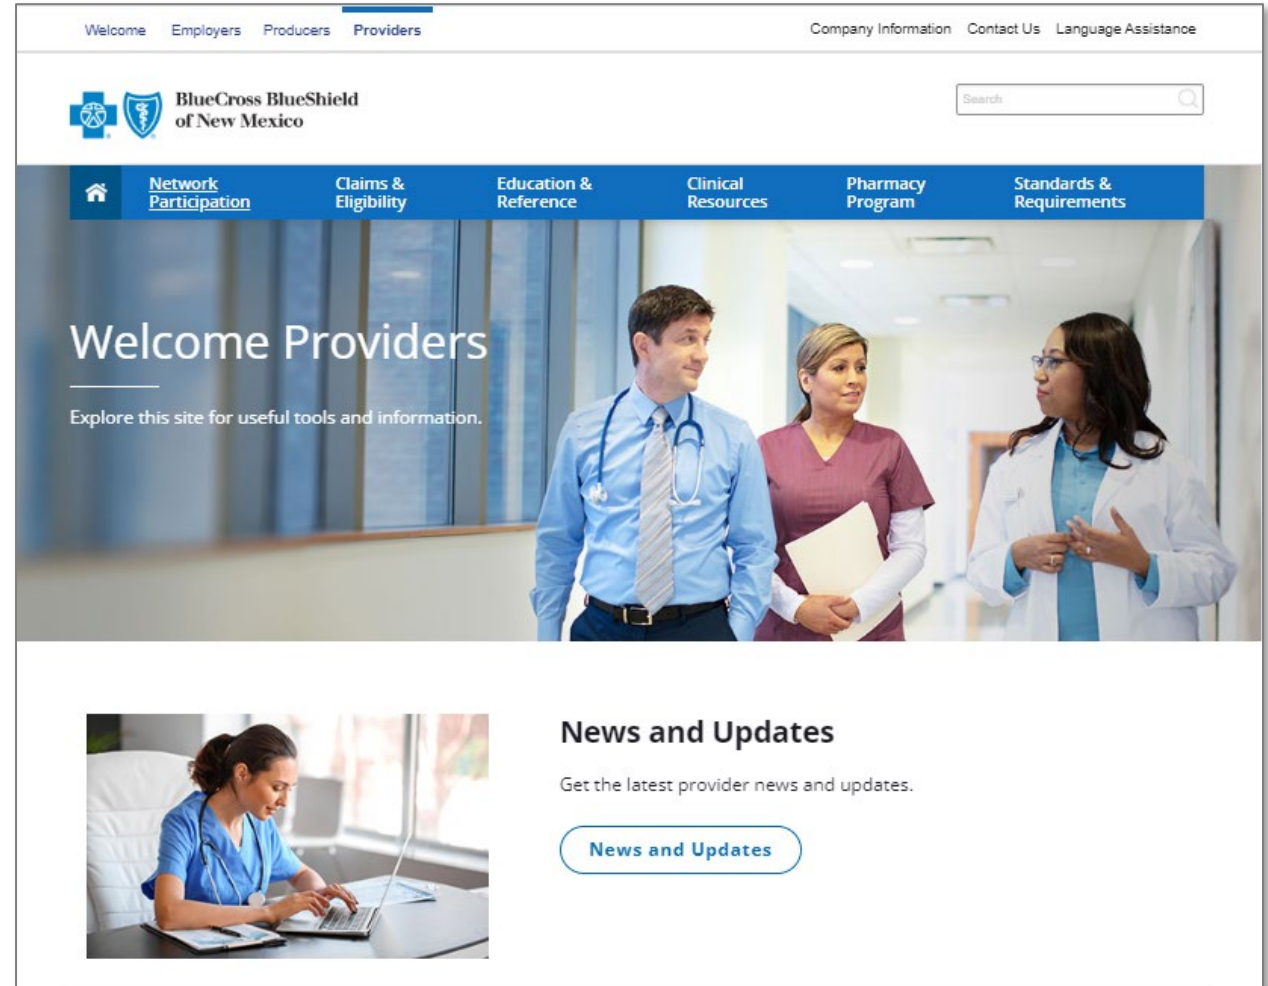 Welcome Employers Producers Providers
Company Information Contact Us Language Assistance
BlueCross BlueShield
of New Mexico
Search
Network
Participation
Claims &
Eligibility
Education &
Reference
Clinical
Resources
Pharmacy
Program
Standards &
Requirements
Welcome Providers
Explore this site for useful tools and information.
News and Updates
Get the latest provider news and updates.
News and Updates